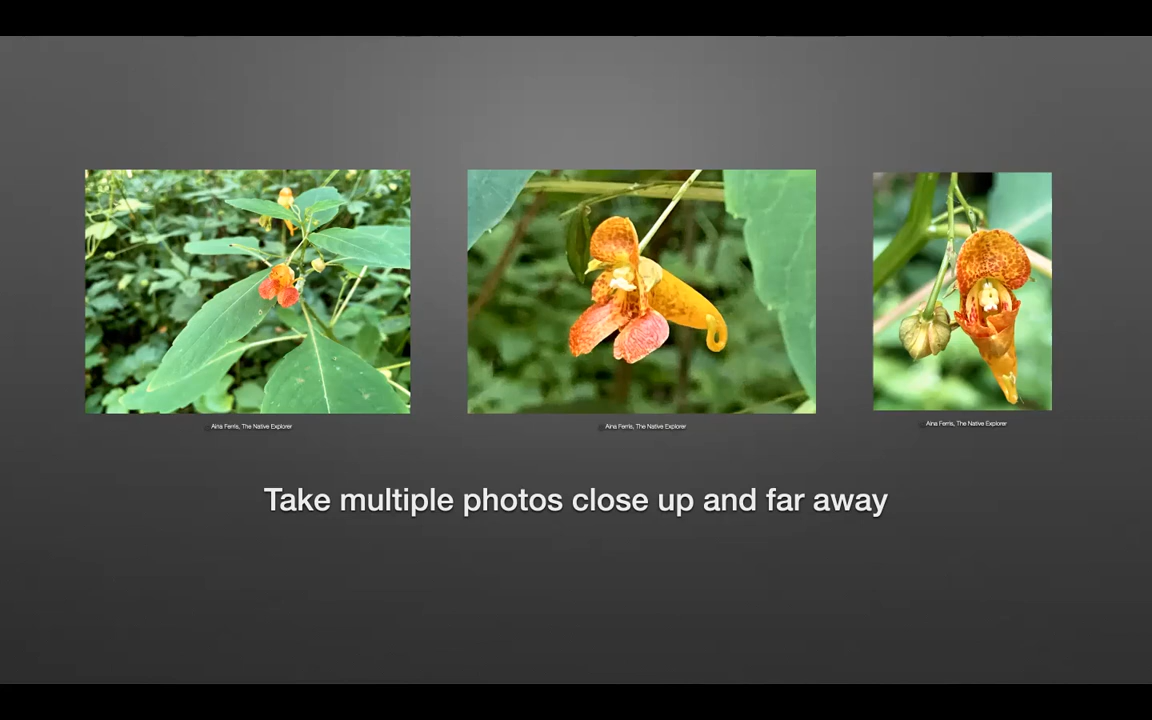 Aina Ferris, The Native Explorer
Aina Ferris, The Native Explorer
Aina Ferris, The Native Explorer
Take multiple photos close up and far away